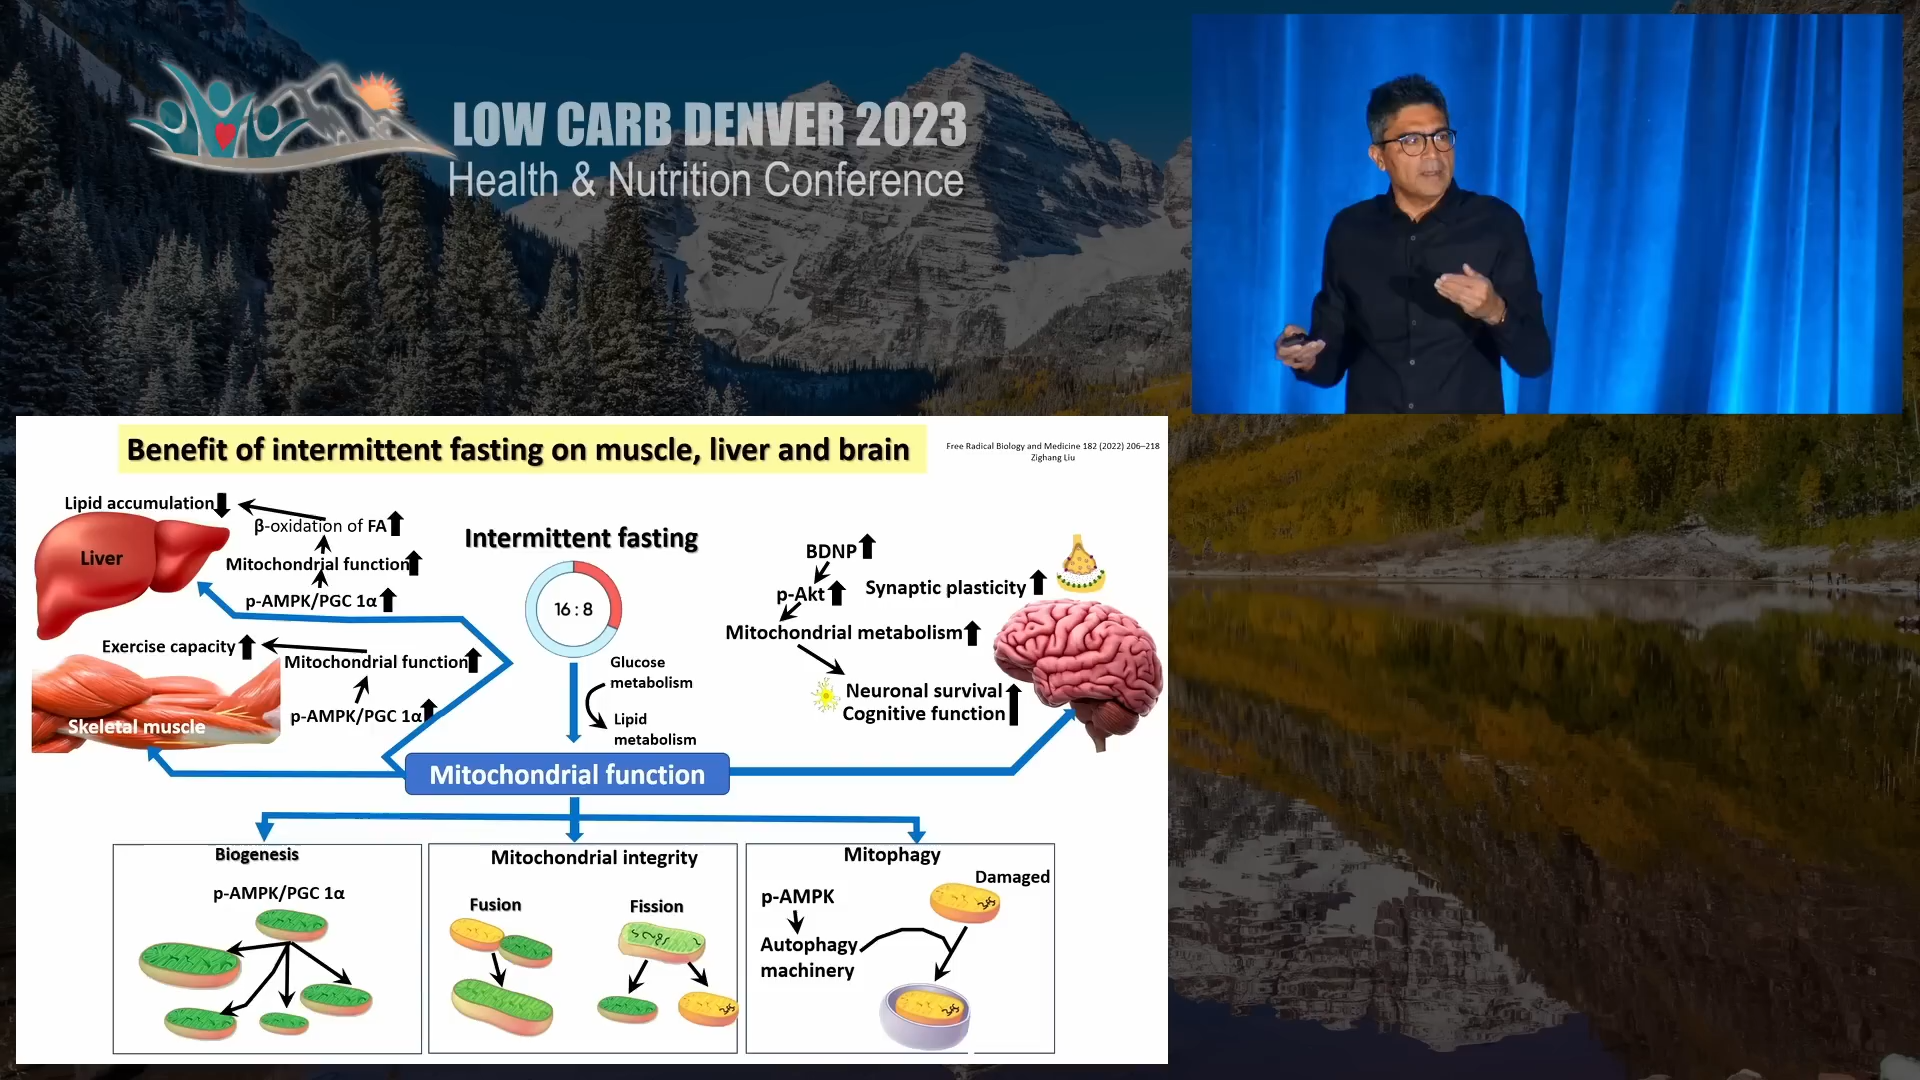 LOW CARB DENVER 2023
Health & Nutrition Conference
Benefit of intermittent fasting on muscle, liver and brain
Free Radical Biology and Medicine 182 (2022) 206–218
Zighang Liu
Lipid accumulation
β-oxidation of FA
Liver
Mitochondrial function
p-AMPK/PGC 1α
Exercise capacity
Mitochondrial function
p-AMPK/PGC 1α
Skeletal muscle
Intermittent fasting
16 : 8
Glucose
metabolism
Lipid
metabolism
BDNP
p-Akt
Synaptic plasticity
Mitochondrial metabolism
Neuronal survival
Cognitive function
Mitochondrial function
Biogenesis
p-AMPK/PGC 1α
Mitochondrial integrity
Fusion
Fission
Mitophagy
Damaged
p-AMPK
Autophagy
machinery